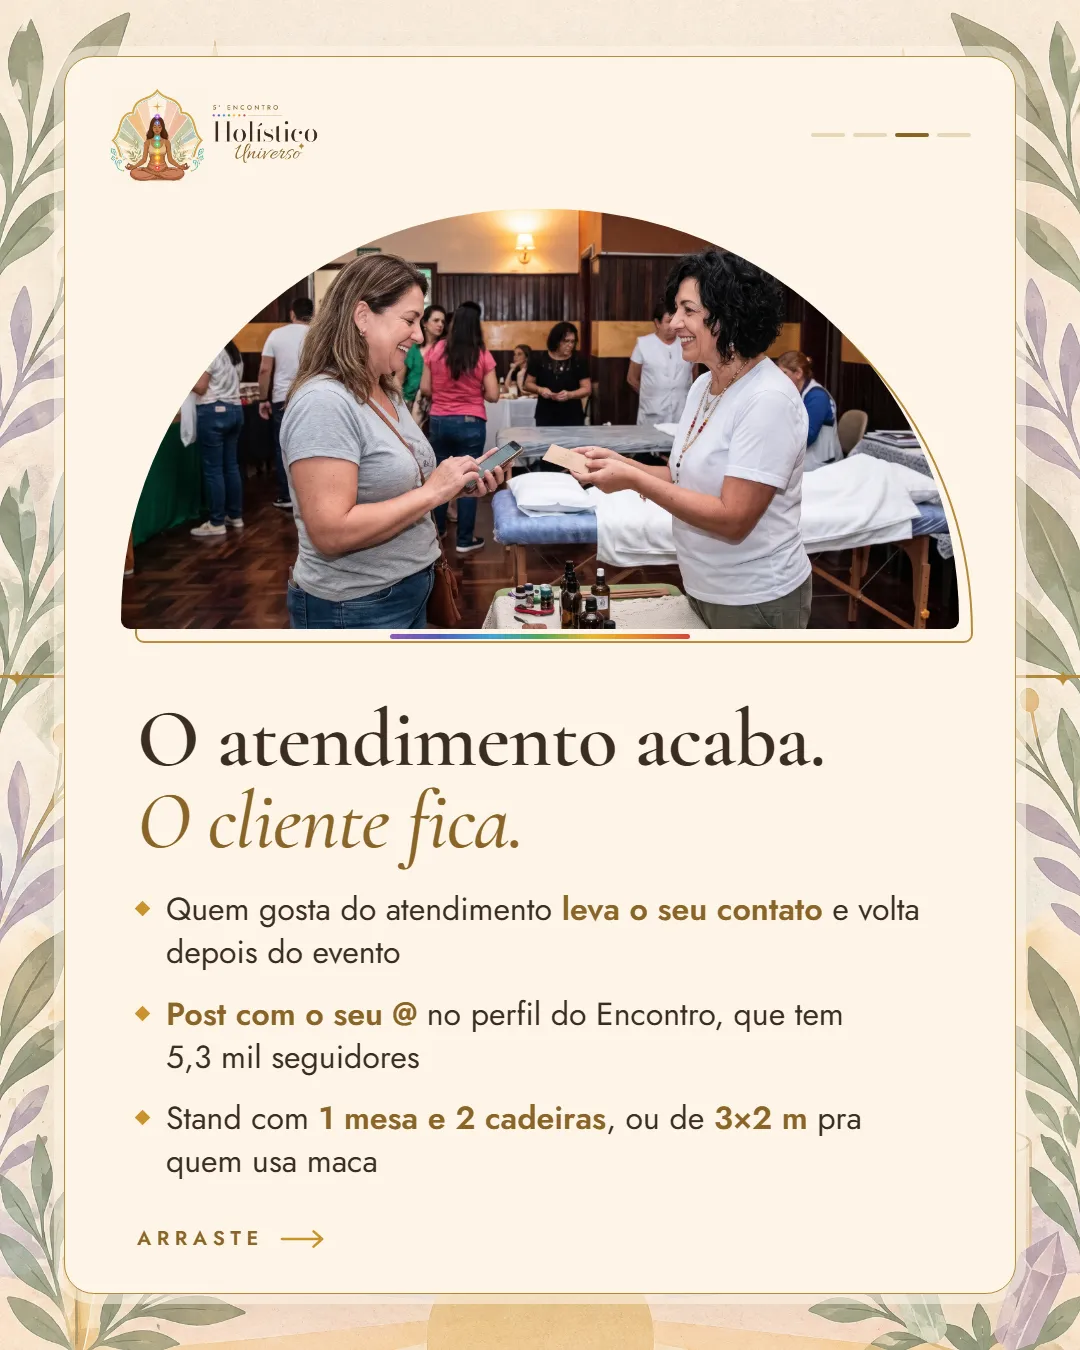 5º ENCONTRO
Holístico
Universo
O atendimento acaba.
O cliente fica.
Quem gosta do atendimento leva o seu contato e volta
depois do evento
Post com o seu @ no perfil do Encontro, que tem
5,3 mil seguidores
Stand com 1 mesa e 2 cadeiras, ou de 3×2 m pra
quem usa maca
ARRASTE